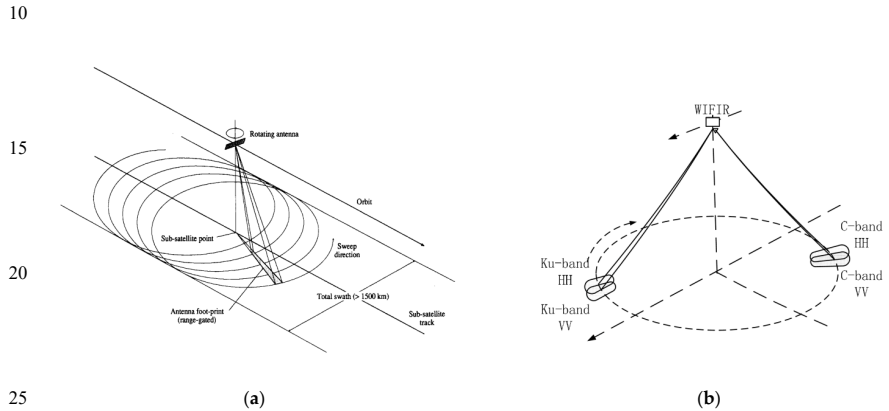 10
15
20
25
Rotating antenna
Orbit
Sub-satellite point
Sweep
direction
Total swath (> 1500 km)
Antenna foot-print
(range-gated)
Sub-satellite
track
(a)
WIFIR
C-band
HH
C-band
VV
Ku-band
HH
Ku-band
VV
(b)